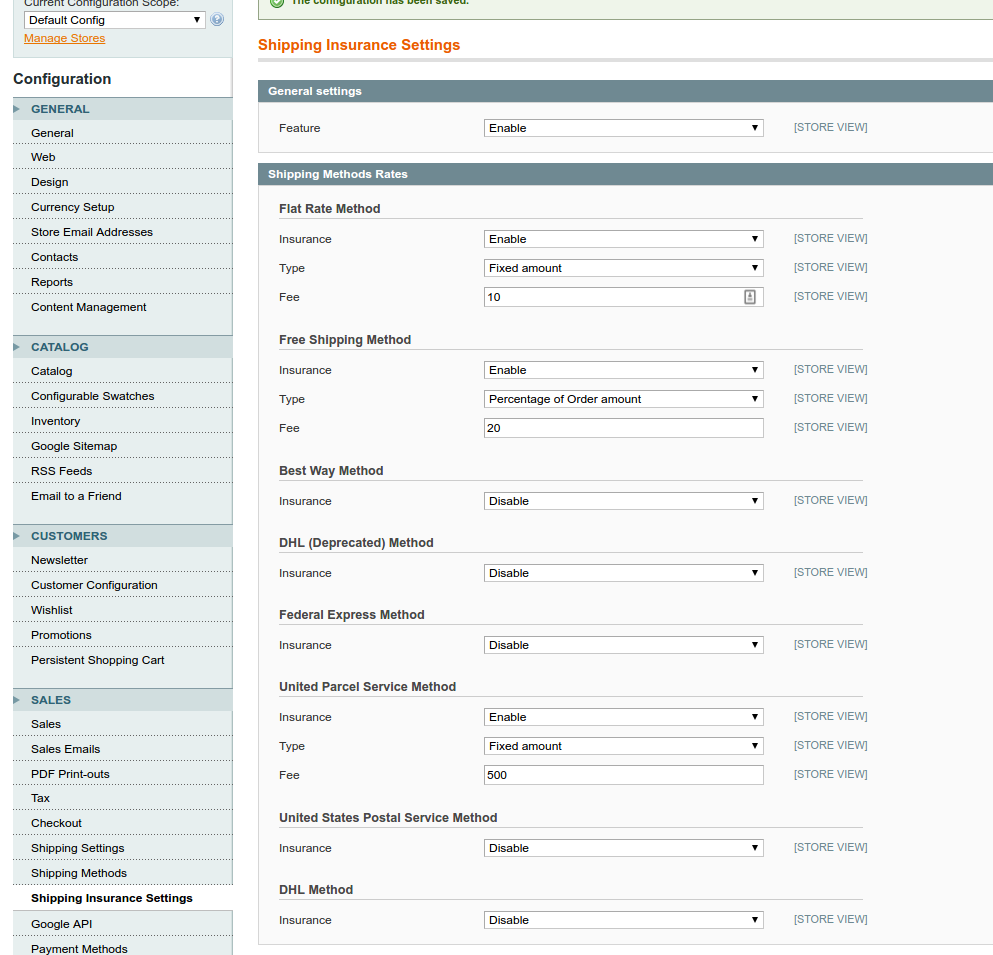 Current Configuration Scope:
Default Config
Manage Stores
Configuration
GENERAL
General
Web
Design
Currency Setup
Store Email Addresses
Contacts
Reports
Content Management
CATALOG
Catalog
Configurable Swatches
Inventory
Google Sitemap
RSS Feeds
Email to a Friend
CUSTOMERS
Newsletter
Customer Configuration
Wishlist
Promotions
Persistent Shopping Cart
SALES
Sales
Sales Emails
PDF Print-outs
Tax
Checkout
Shipping Settings
Shipping Methods
Shipping Insurance Settings
Google API
Payment Methods
The configuration has been saved.
Shipping Insurance Settings
General settings
Feature Enable [STORE VIEW]
Shipping Methods Rates
Flat Rate Method
Insurance Enable [STORE VIEW]
Type Fixed amount [STORE VIEW]
Fee 10 [STORE VIEW]
Free Shipping Method
Insurance Enable [STORE VIEW]
Type Percentage of Order amount [STORE VIEW]
Fee 20 [STORE VIEW]
Best Way Method
Insurance Disable [STORE VIEW]
DHL (Deprecated) Method
Insurance Disable [STORE VIEW]
Federal Express Method
Insurance Disable [STORE VIEW]
United Parcel Service Method
Insurance Enable [STORE VIEW]
Type Fixed amount [STORE VIEW]
Fee 500 [STORE VIEW]
United States Postal Service Method
Insurance Disable [STORE VIEW]
DHL Method
Insurance Disable [STORE VIEW]